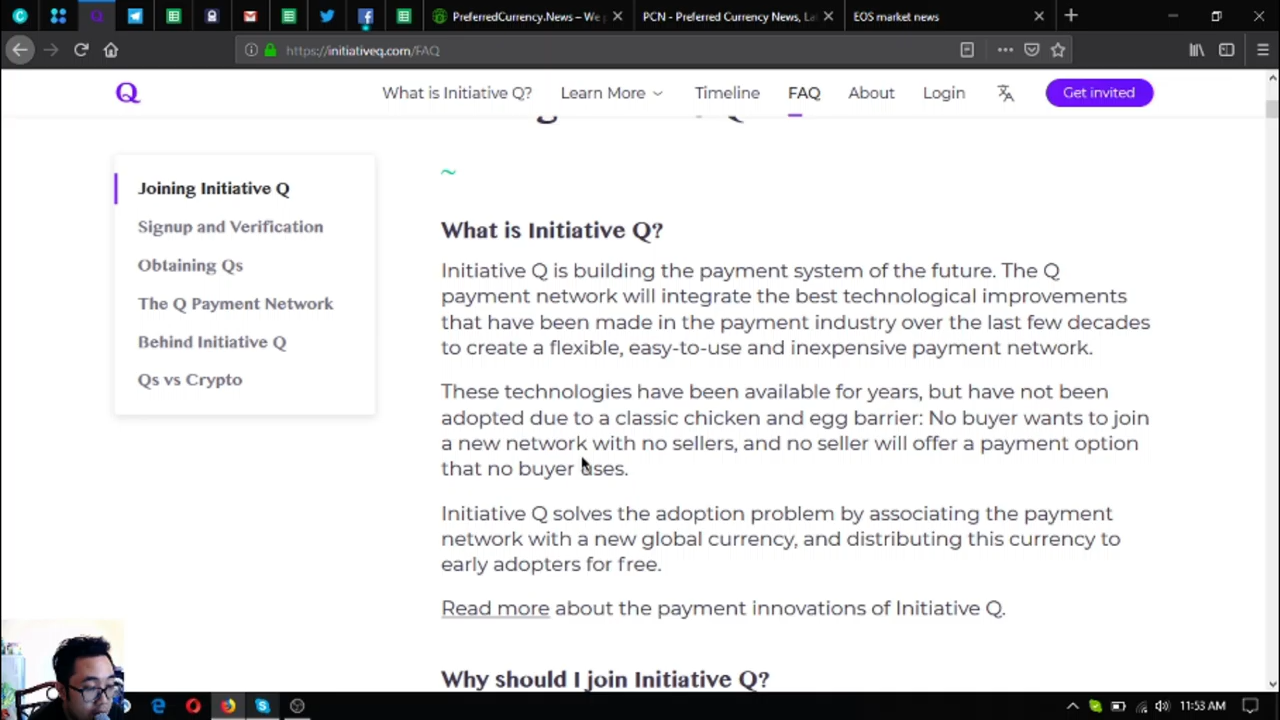 PreferredCurrency.News — We
PCN - Preferred Currency News, La
EOS market news
https://initiativeq.com/FAQ
Q
What is Initiative Q?
Learn More
Timeline
FAQ
About
Login
Get invited
Joining Initiative Q
Signup and Verification
Obtaining Qs
The Q Payment Network
Behind Initiative Q
Qs vs Crypto
~
What is Initiative Q?
Initiative Q is building the payment system of the future. The Q
payment network will integrate the best technological improvements
that have been made in the payment industry over the last few decades
to create a flexible, easy-to-use and inexpensive payment network.
These technologies have been available for years, but have not been
adopted due to a classic chicken and egg barrier: No buyer wants to join
a new network with no sellers, and no seller will offer a payment option
that no buyer uses.
Initiative Q solves the adoption problem by associating the payment
network with a new global currency, and distributing this currency to
early adopters for free.
Read more about the payment innovations of Initiative Q.
Why should I join Initiative Q?
11:53 AM